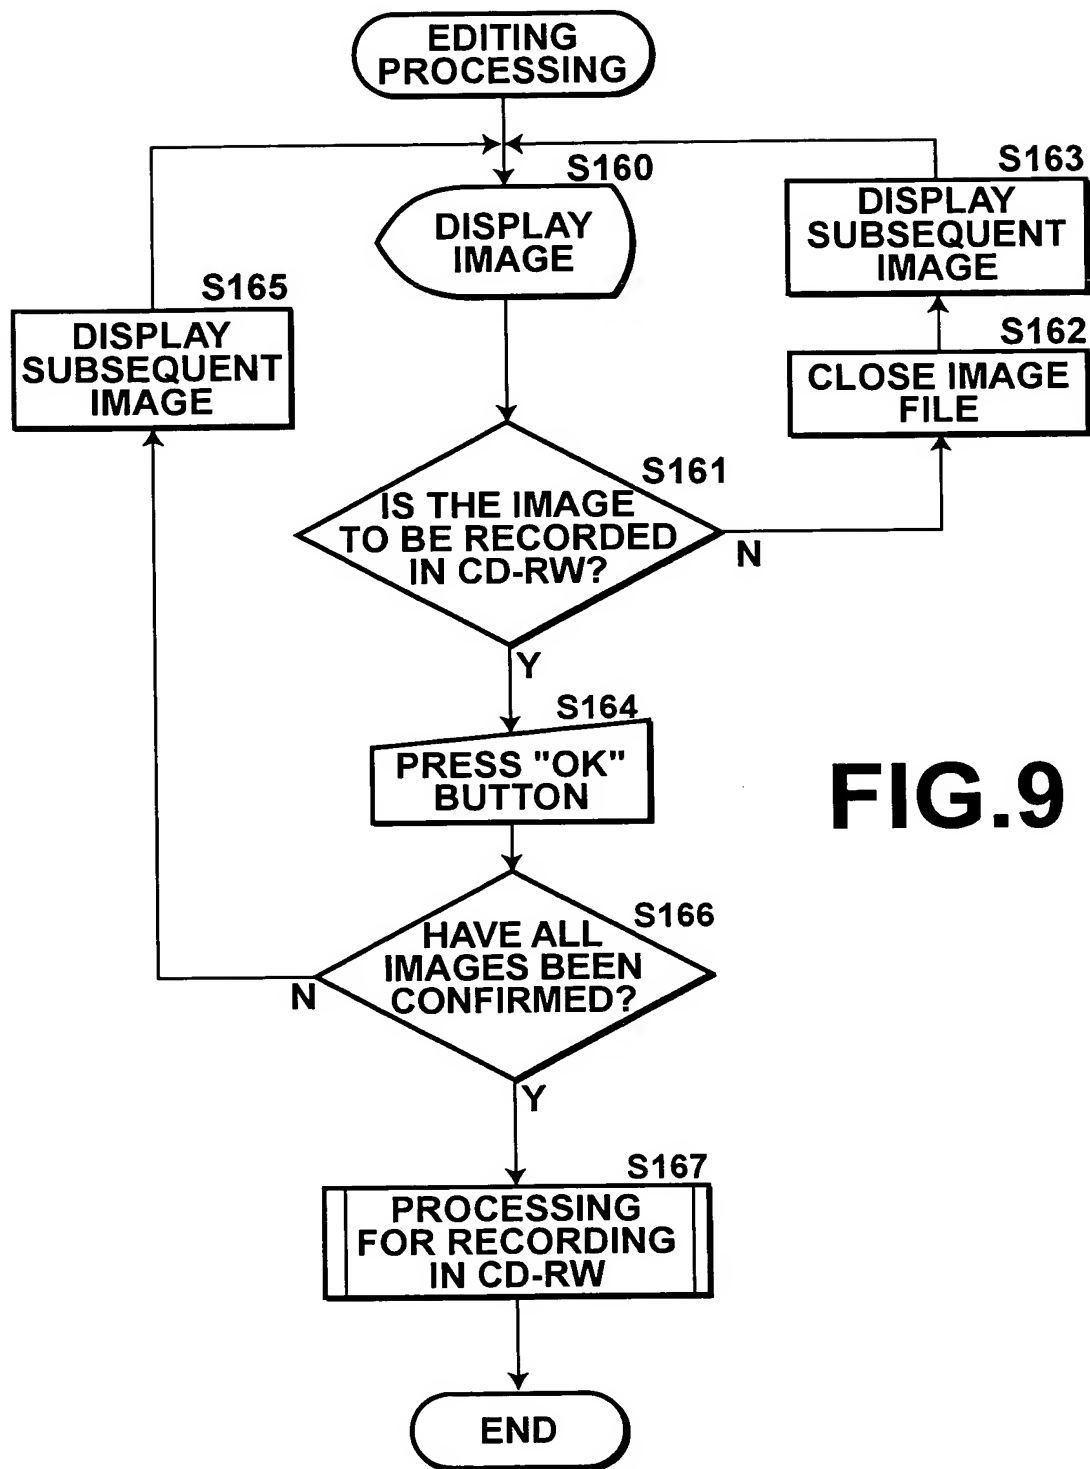 EDITING
PROCESSING
S160
DISPLAY
IMAGE
S163
DISPLAY
SUBSEQUENT
IMAGE
S165
DISPLAY
SUBSEQUENT
IMAGE
S162
CLOSE IMAGE
FILE
S161
IS THE IMAGE
TO BE RECORDED
IN CD-RW?
N
Y
S164
PRESS "OK"
BUTTON
FIG.9
S166
HAVE ALL
IMAGES BEEN
CONFIRMED?
N
Y
S167
PROCESSING
FOR RECORDING
IN CD-RW
END